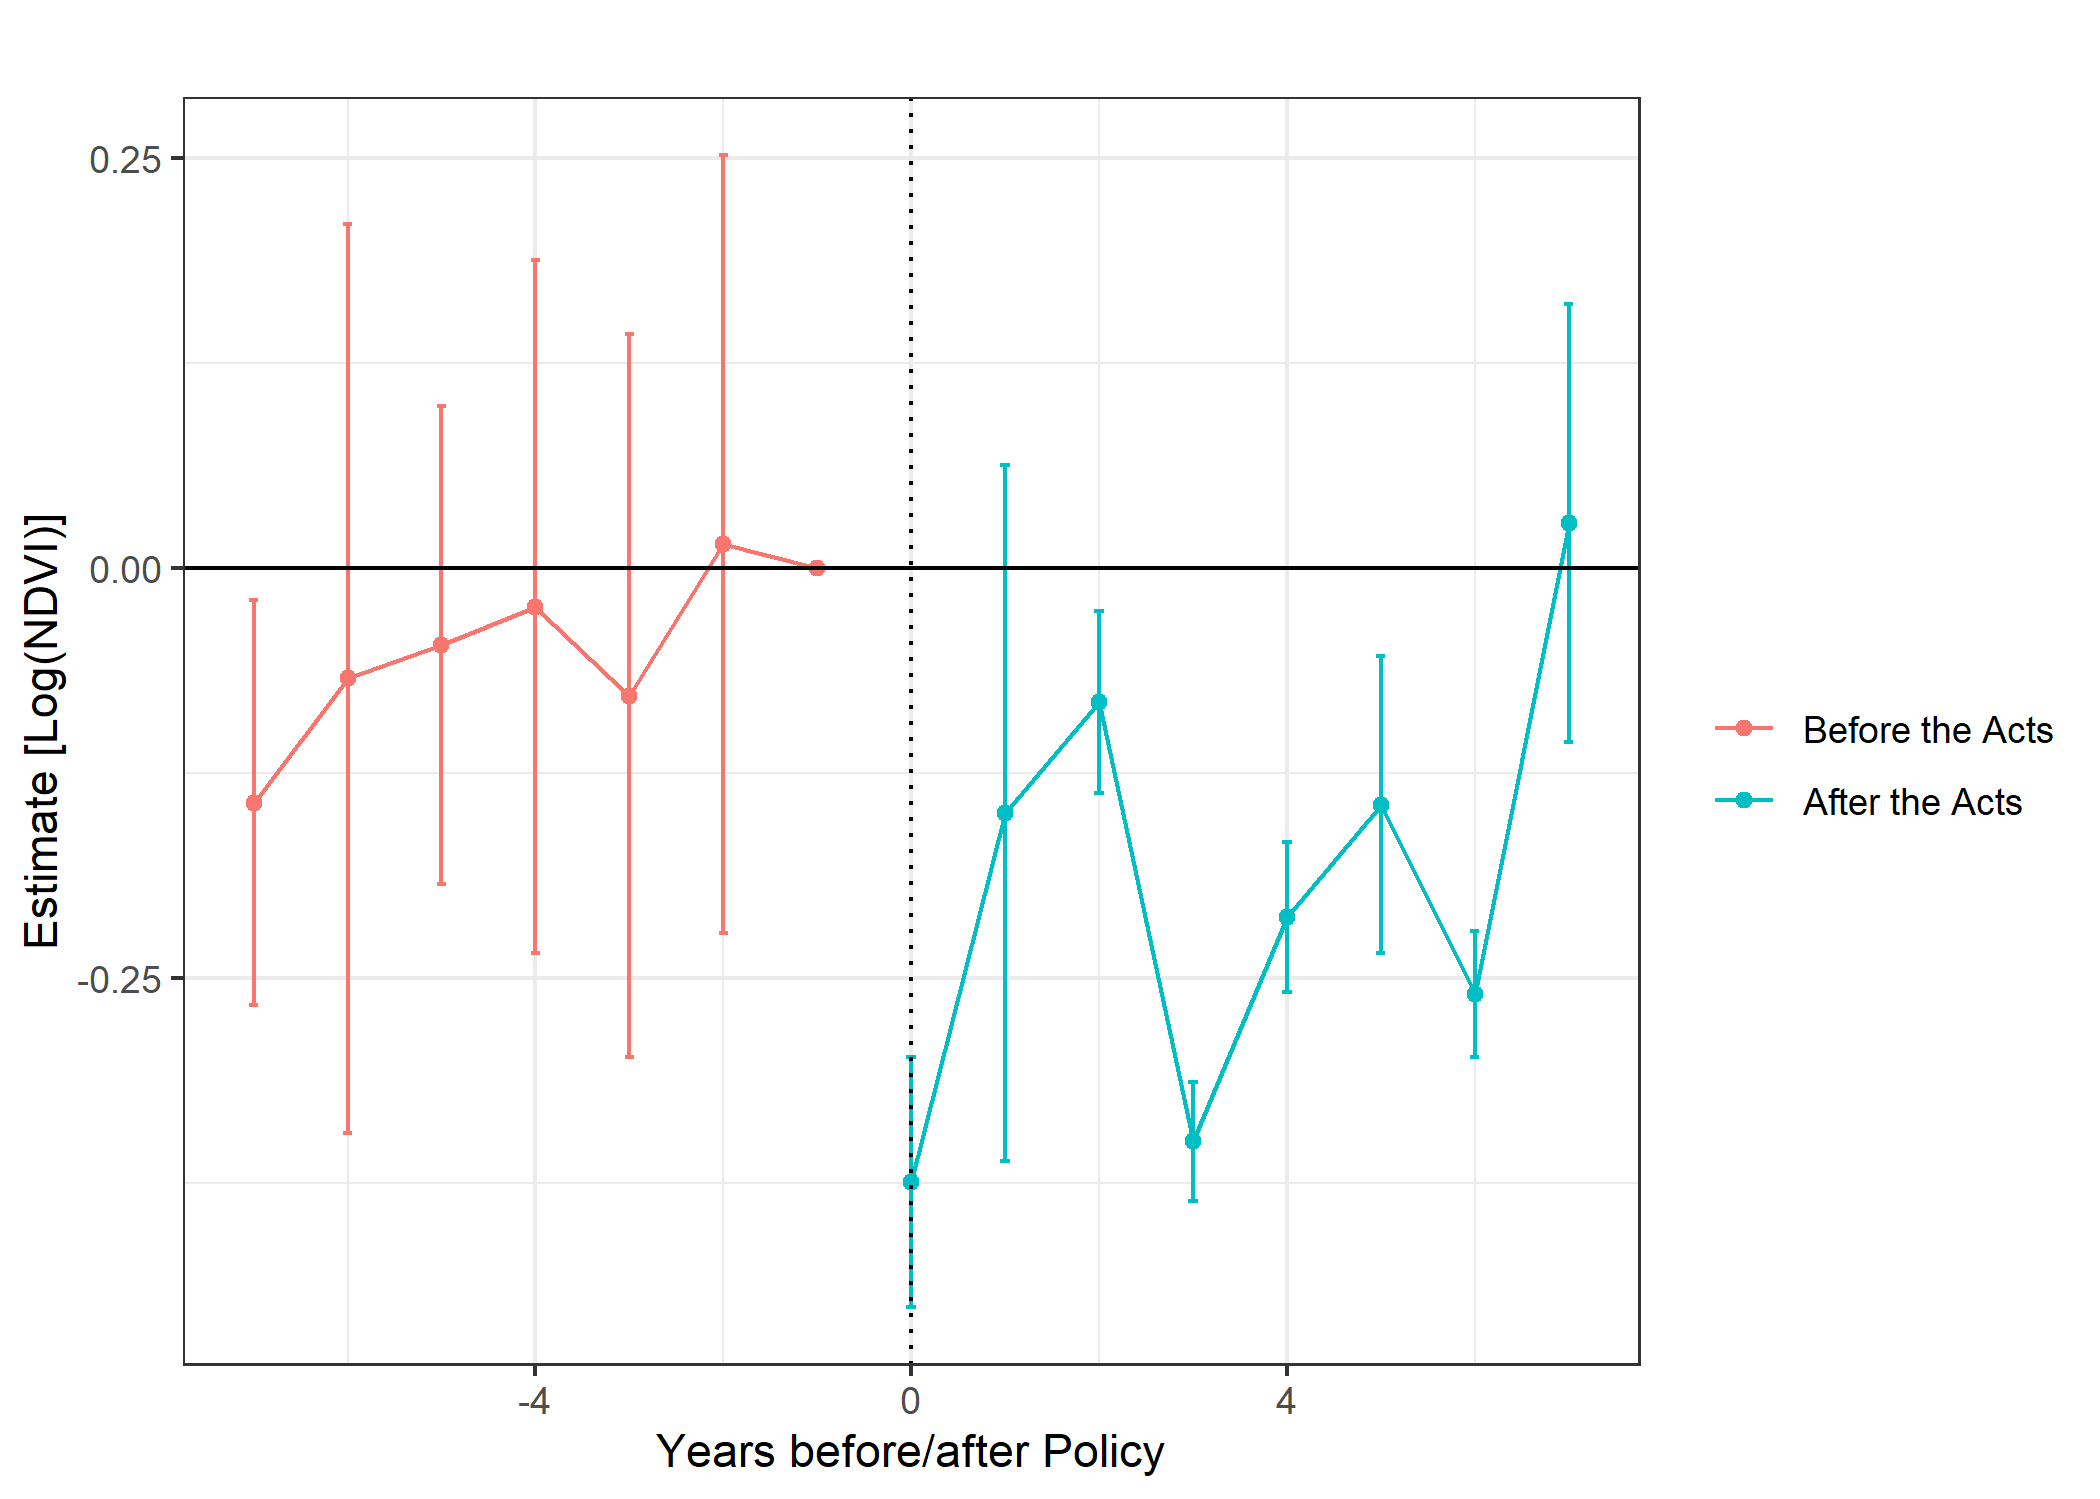 0.25
0.00
-0.25
Estimate [Log(NDVI)]
-4
0
4
Years before/after Policy
Before the Acts
After the Acts